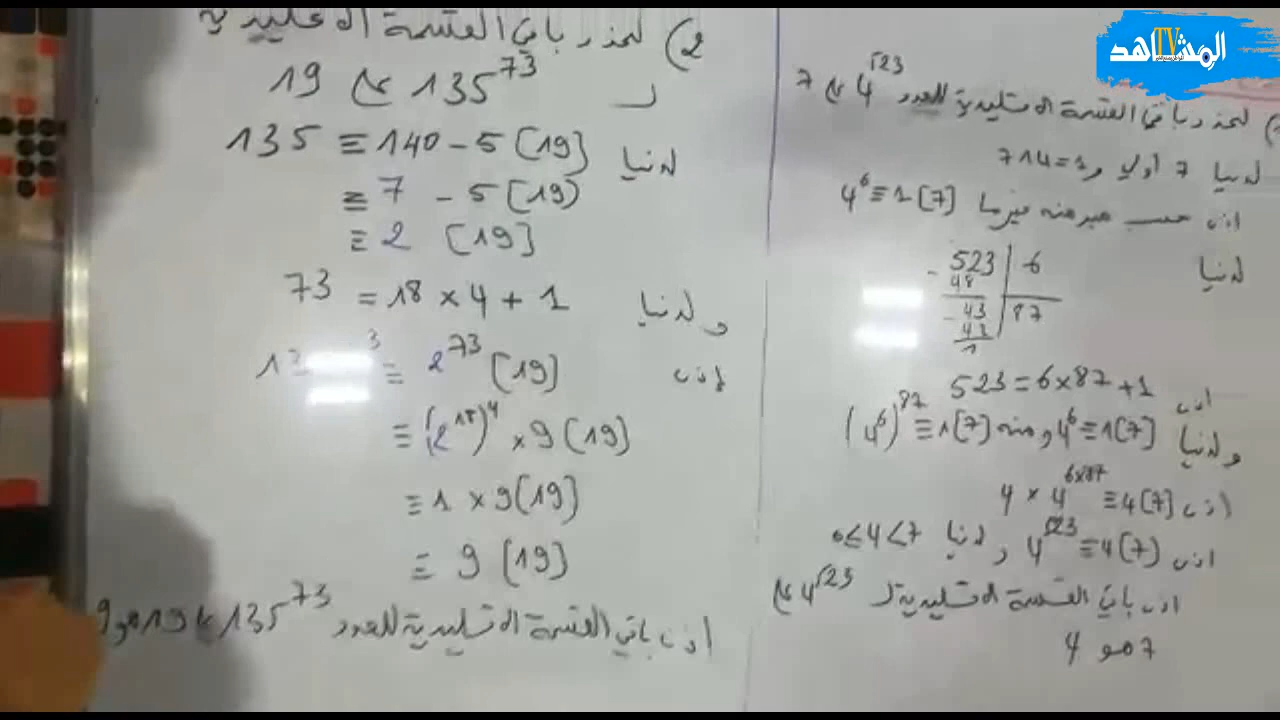 المشاهد TV
) لنحدد باقي القسمة الاقليدية للعدد 4^523 على 7
لدينا 7 أولي و 7∧4=1
اذن حسب مبرهنة فيرما 4^6 ≡ 1 [7]
لدينا
523 | 6
- 48 | 87
- 43
42
1
اذن 523 = 6×87 + 1
ولدينا 4^6 ≡ 1 [7] ومنه (4^6)^87 ≡ 1 [7]
اذن 4 × 4^6×87 ≡ 4 [7]
اذن 4^523 ≡ 4 [7] ولدينا 0≤4<7
اذن باقي القسمة الاقليدية ل 4^523 على
7 هو 4
2) لنحدد باقي القسمة الاقليدية
ل 135^73 على 19
لدينا 135 ≡ 140 - 5 [19]
≡ 7 - 5 [19]
≡ 2 [19]
ولدينا 73 = 18 × 4 + 1
اذن ≡ 2^73 [19]
≡ (2^18)^4 × 9 [19]
≡ 1 × 9 [19]
≡ 9 [19]
اذن باقي القسمة الاقليدية للعدد 135^73 على 19 هو 9